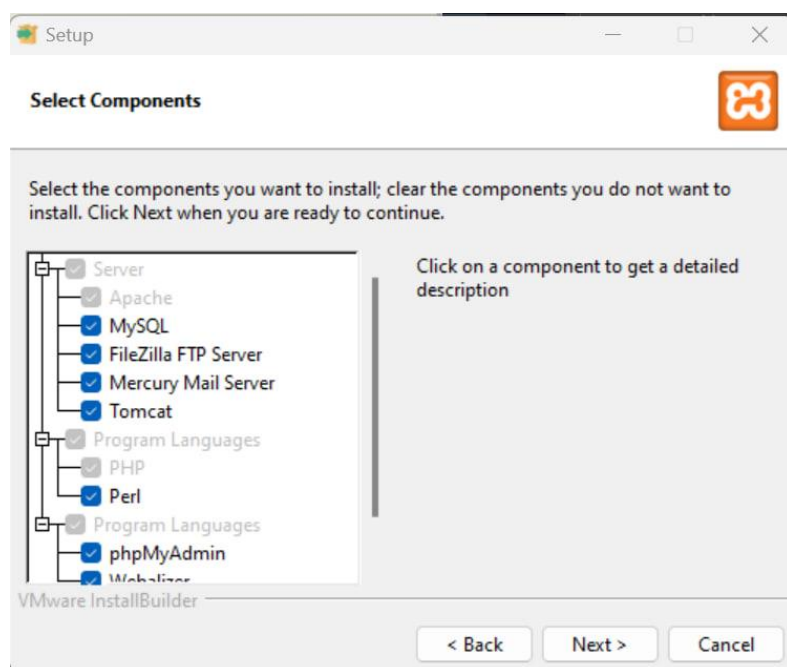 Setup
Select Components
Select the components you want to install; clear the components you do not want to
install. Click Next when you are ready to continue.
Server
Apache
MySQL
FileZilla FTP Server
Mercury Mail Server
Tomcat
Program Languages
PHP
Perl
Program Languages
phpMyAdmin
Webalizer
Click on a component to get a detailed
description
VMware InstallBuilder
< Back
Next >
Cancel